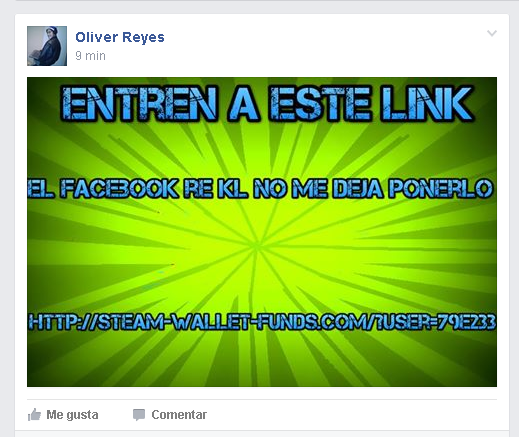 Oliver Reyes
9 min
ENTREN A ESTE LINK
EL FACEBOOK RE KL NO ME DEJA PONERLO
HTTP://STEAM-WALLET-FUNDS.COM/?USER=79E233
Me gusta
Comentar